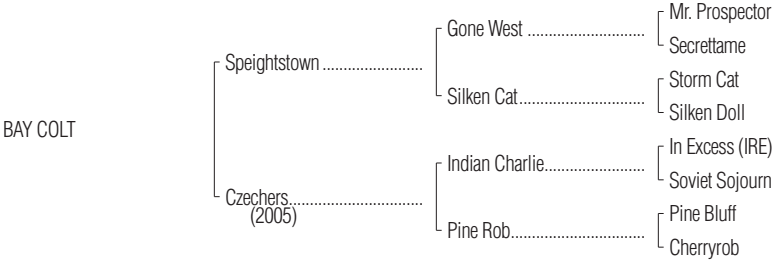 Mr. Prospector
Gone West ..............................
Secrettame
Speightstown ..........................
Storm Cat
Silken Cat................................
Silken Doll
BAY COLT
In Excess (IRE)
Indian Charlie..........................
Soviet Sojourn
Czechers.................................
(2005)
Pine Bluff
Pine Rob..................................
Cherryrob